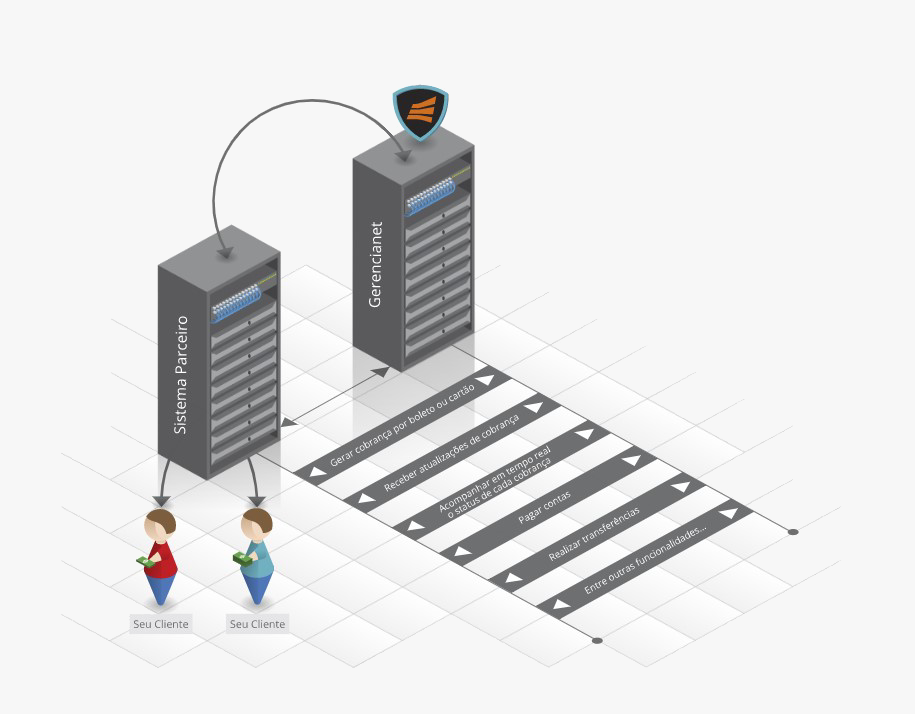 Gerencianet
Sistema Parceiro
Gerar cobrança por boleto ou cartão
Receber atualizações de cobrança
Acompanhar em tempo real
o status de cada cobrança
Pagar contas
Realizar transferências
Entre outras funcionalidades...
Seu Cliente
Seu Cliente